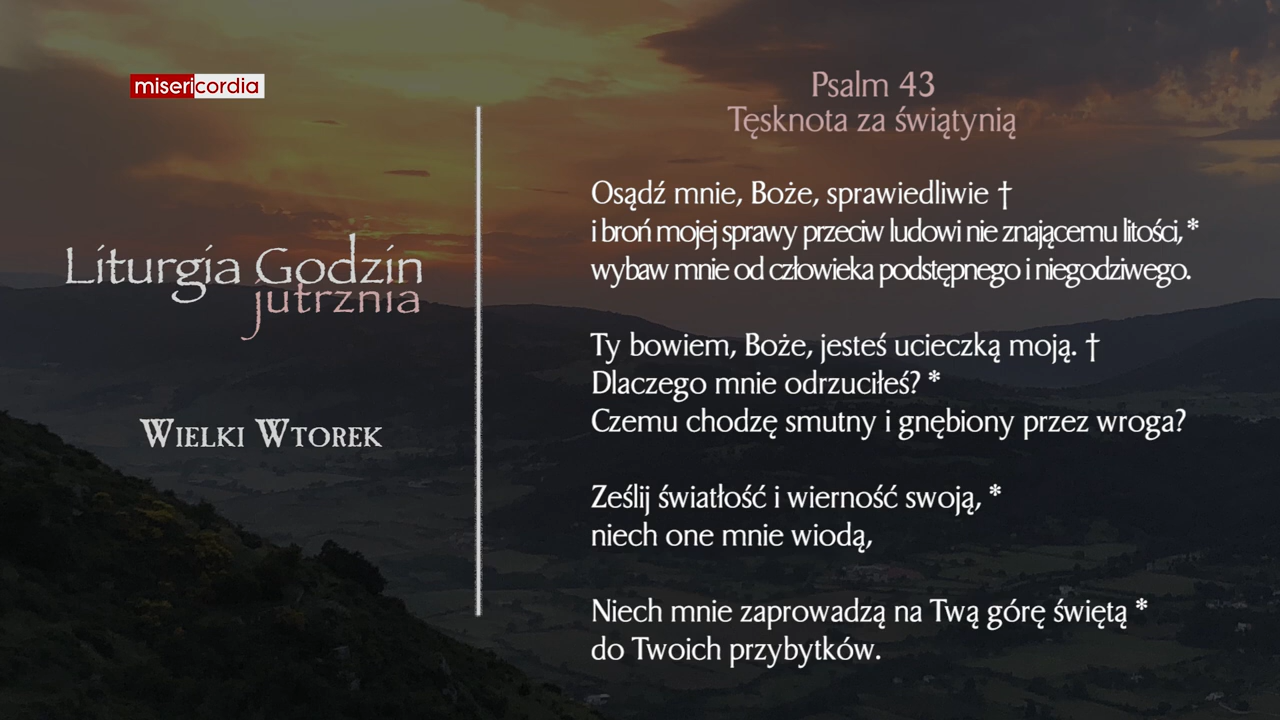 misericordia
Liturgia Godzin
jutrznia
Wielki Wtorek
Psalm 43
Tęsknota za świątynią
Osądź mnie, Boże, sprawiedliwie †
i broń mojej sprawy przeciw ludowi nie znającemu litości, *
wybaw mnie od człowieka podstępnego i niegodziwego.
Ty bowiem, Boże, jesteś ucieczką moją. †
Dlaczego mnie odrzuciłeś? *
Czemu chodzę smutny i gnębiony przez wroga?
Ześlij światłość i wierność swoją, *
niech one mnie wiodą,
Niech mnie zaprowadzą na Twą górę świętą *
do Twoich przybytków.